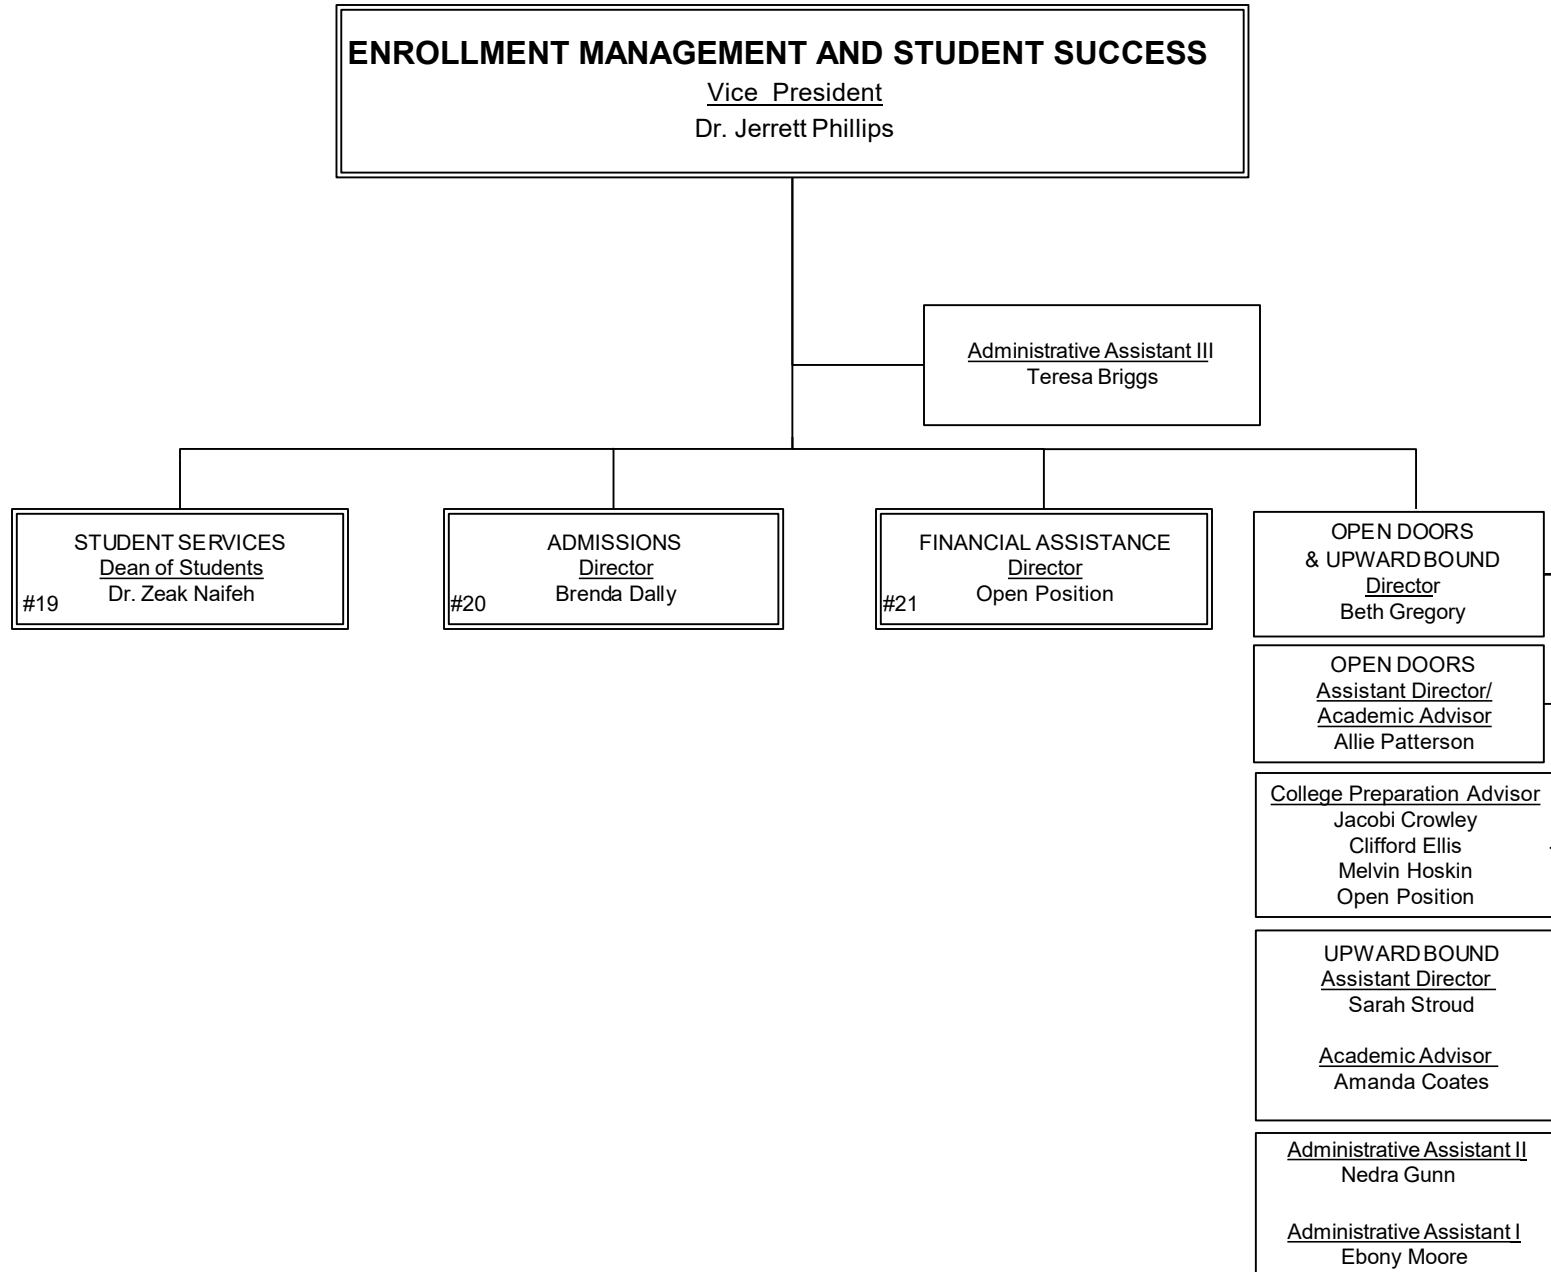 ENROLLMENT MANAGEMENT AND STUDENT SUCCESS
Vice President
Dr. Jerrett Phillips
Administrative Assistant III
Teresa Briggs
STUDENT SERVICES
Dean of Students
Dr. Zeak Naifeh
#19
ADMISSIONS
Director
Brenda Dally
#20
FINANCIAL ASSISTANCE
Director
Open Position
#21
OPEN DOORS
& UPWARD BOUND
Director
Beth Gregory
OPEN DOORS
Assistant Director/
Academic Advisor
Allie Patterson
College Preparation Advisor
Jacobi Crowley
Clifford Ellis
Melvin Hoskin
Open Position
UPWARD BOUND
Assistant Director
Sarah Stroud
Academic Advisor
Amanda Coates
Administrative Assistant II
Nedra Gunn
Administrative Assistant I
Ebony Moore